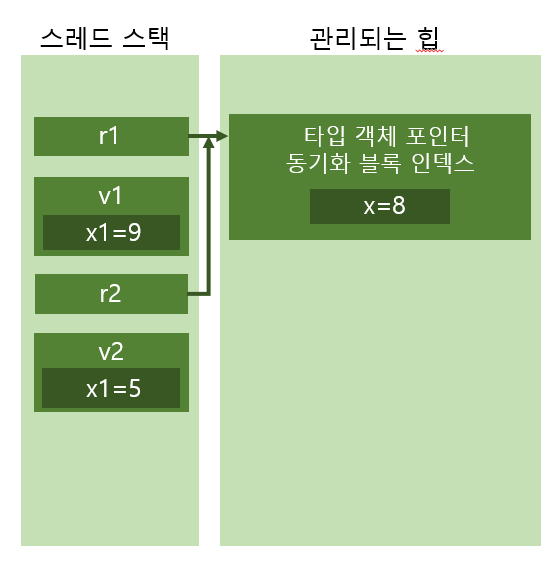 스레드 스택
관리되는 힙
r1
v1
x1=9
r2
v2
x1=5
타입 객체 포인터
동기화 블록 인덱스
x=8